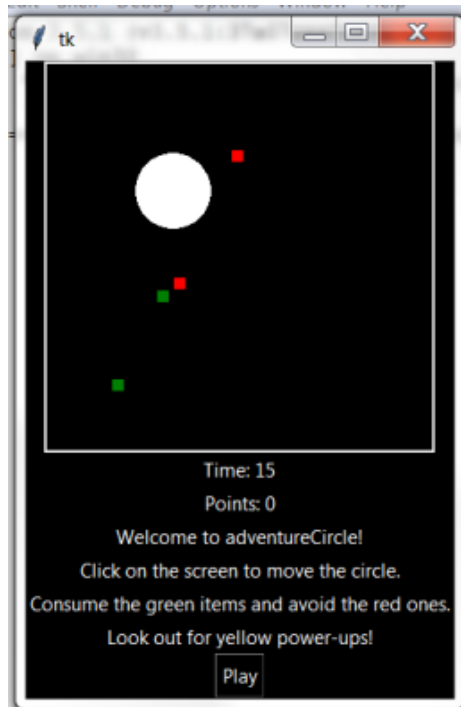 tk
Time: 15
Points: 0
Welcome to adventureCircle!
Click on the screen to move the circle.
Consume the green items and avoid the red ones.
Look out for yellow power-ups!
Play